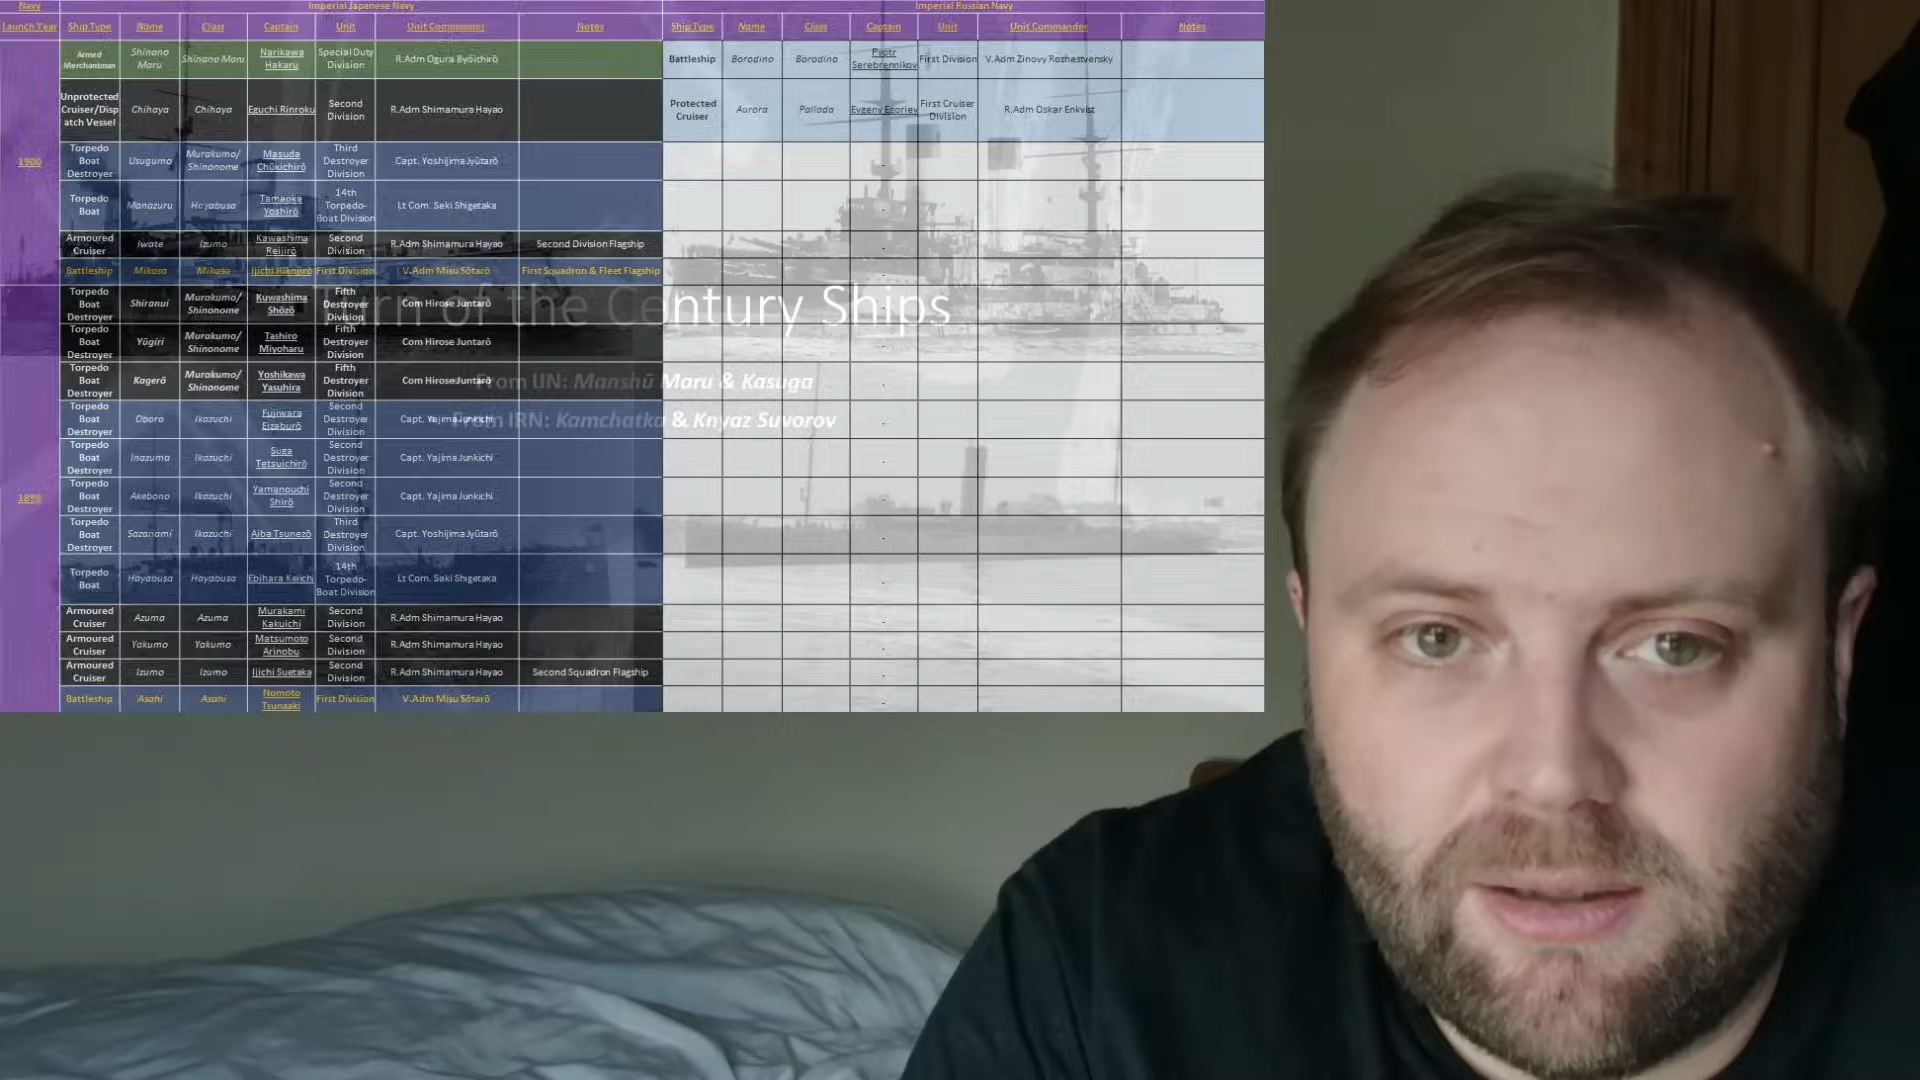 Navy Imperial Japanese Navy Imperial Russian Navy
Launch Year Ship Type Name Class Captain Unit Unit Commander Notes Ship Type Name Class Captain Unit Unit Commander Notes
Armed Merchantman Shinano Maru Shinano Maru Narikawa Hakaru Special Duty Division R.Adm Ogura Byōichirō Battleship Borodino Borodino Pyotr Serebrennikov First Division V.Adm Zinovy Rozhestvensky
Unprotected Cruiser/Disp atch Vessel Chihaya Chihaya Eguchi Rinroku Second Division R.Adm Shimamura Hayao Protected Cruiser Aurora Pallada Evgeny Egoriev First Cruiser Division R.Adm Oskar Enkvist
1900 Torpedo Boat Destroyer Usugumo Murakumo/ Shinonome Masuda Chūkichirō Third Destroyer Division Capt. Yoshijima Jyūtarō -
Torpedo Boat Manazuru Hayabusa Tamaoka Yoshirō 14th Torpedo-Boat Division Lt Com. Seki Shigetaka -
Armoured Cruiser Iwate Izumo Kawashima Reijirō Second Division R.Adm Shimamura Hayao Second Division Flagship -
Battleship Mikasa Mikasa Ijichi Hikojirō First Division V.Adm Misu Sōtarō First Squadron & Fleet Flagship -
Torpedo Boat Destroyer Shiranui Murakumo/ Shinonome Kuwashima Shōzō Fifth Destroyer Division Com Hirose Juntarō
Turn of the Century Ships
Torpedo Boat Destroyer Yūgiri Murakumo/ Shinonome Tashiro Miyoharu Fifth Destroyer Division Com Hirose Juntarō -
Torpedo Boat Destroyer Kagerō Murakumo/ Shinonome Yoshikawa Yasuhira Fifth Destroyer Division Com Hirose Juntarō -
From IJN: Manshū Maru & Kasuga
Torpedo Boat Destroyer Oboro Ikazuchi Fujiwara Eizaburō Second Destroyer Division Capt. Yajima Junkichi -
From IRN: Kamchatka & Knyaz Suvorov
Torpedo Boat Destroyer Inazuma Ikazuchi Suga Tetsuichirō Second Destroyer Division Capt. Yajima Junkichi -
Torpedo Boat Destroyer Akebono Ikazuchi Yamanouchi Shirō Second Destroyer Division Capt. Yajima Junkichi -
Torpedo Boat Destroyer Sazanami Ikazuchi Aiba Tsunezō Third Destroyer Division Capt. Yoshijima Jyūtarō -
Torpedo Boat Hayabusa Hayabusa Ebihara Keiichi 14th Torpedo-Boat Division Lt Com. Seki Shigetaka -
Armoured Cruiser Azuma Azuma Murakami Kakuichi Second Division R.Adm Shimamura Hayao -
Armoured Cruiser Yakumo Yakumo Matsumoto Arinobu Second Division R.Adm Shimamura Hayao -
Armoured Cruiser Izumo Izumo Ijichi Suetaka Second Division R.Adm Shimamura Hayao Second Squadron Flagship -
Battleship Asahi Asahi Nomoto Tsunaaki First Division V.Adm Misu Sōtarō -